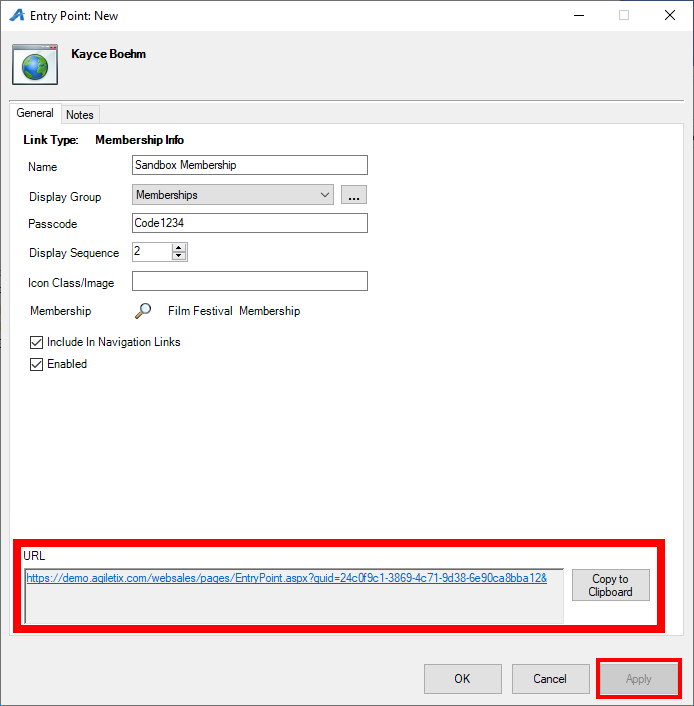 Entry Point: New
Kayce Boehm
General Notes
Link Type: Membership Info
Name Sandbox Membership
Display Group Memberships ...
Passcode Code1234
Display Sequence 2
Icon Class/Image
Membership Film Festival Membership
Include In Navigation Links
Enabled
URL
https://demo.agiletix.com/websales/pages/EntryPoint.aspx?guid=24c0f9c1-3869-4c71-9d38-6e90ca8bba12&
Copy to
Clipboard
OK Cancel Apply